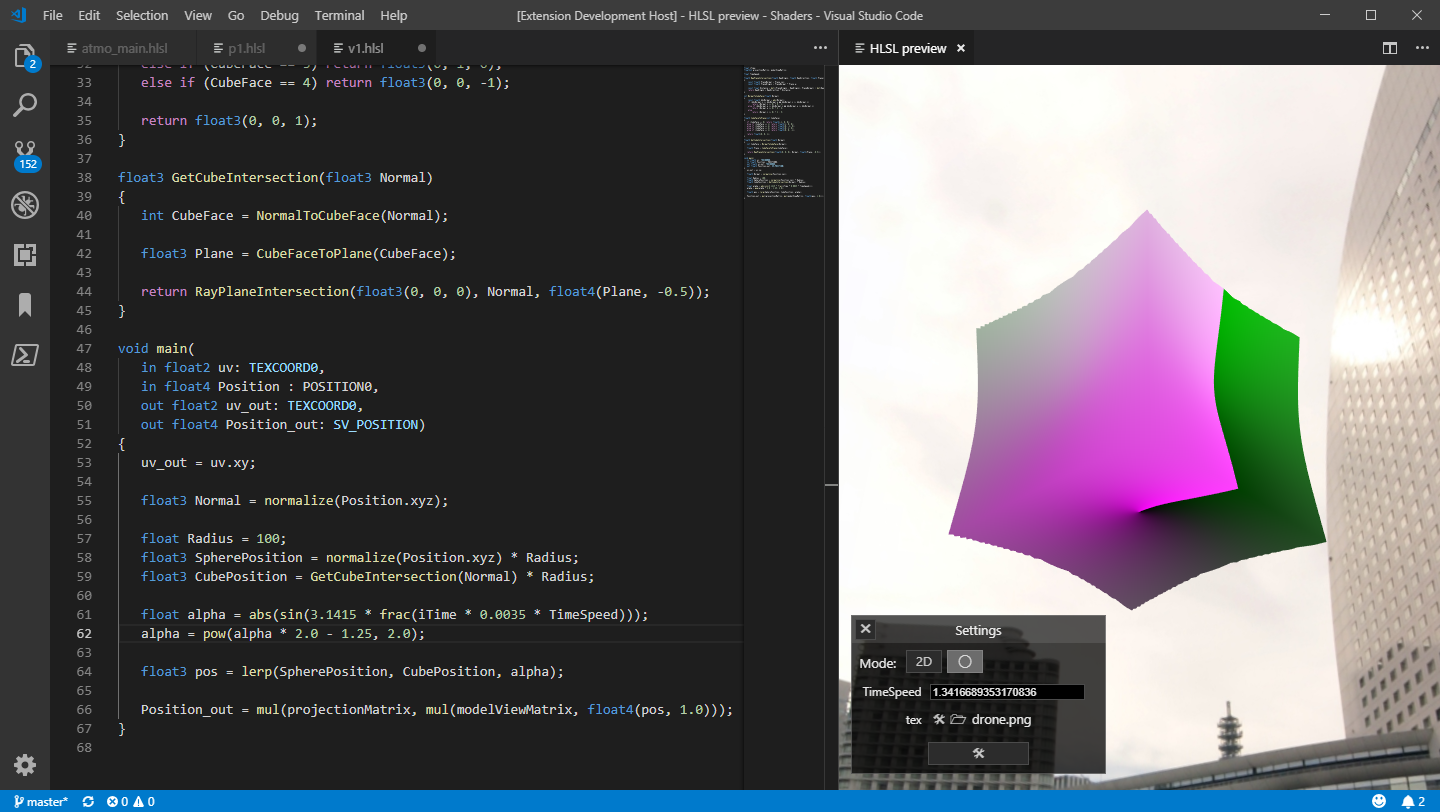 File Edit Selection View Go Debug Terminal Help
[Extension Development Host] - HLSL preview - Shaders - Visual Studio Code
atmo_main.hlsl
p1.hlsl
v1.hlsl
HLSL preview
2
152
32 else if (CubeFace == 3) return float3(0, 1, 0);
33 else if (CubeFace == 4) return float3(0, 0, -1);
34
35 return float3(0, 0, 1);
36 }
37
38 float3 GetCubeIntersection(float3 Normal)
39 {
40 int CubeFace = NormalToCubeFace(Normal);
41
42 float3 Plane = CubeFaceToPlane(CubeFace);
43
44 return RayPlaneIntersection(float3(0, 0, 0), Normal, float4(Plane, -0.5));
45 }
46
47 void main(
48 in float2 uv: TEXCOORD0,
49 in float4 Position : POSITION0,
50 out float2 uv_out: TEXCOORD0,
51 out float4 Position_out: SV_POSITION)
52 {
53 uv_out = uv.xy;
54
55 float3 Normal = normalize(Position.xyz);
56
57 float Radius = 100;
58 float3 SpherePosition = normalize(Position.xyz) * Radius;
59 float3 CubePosition = GetCubeIntersection(Normal) * Radius;
60
61 float alpha = abs(sin(3.1415 * frac(iTime * 0.0035 * TimeSpeed)));
62 alpha = pow(alpha * 2.0 - 1.25, 2.0);
63
64 float3 pos = lerp(SpherePosition, CubePosition, alpha);
65
66 Position_out = mul(projectionMatrix, mul(modelViewMatrix, float4(pos, 1.0)));
67 }
68
Settings
Mode: 2D
TimeSpeed 1.3416689353170836
tex drone.png
master* 0 0
2